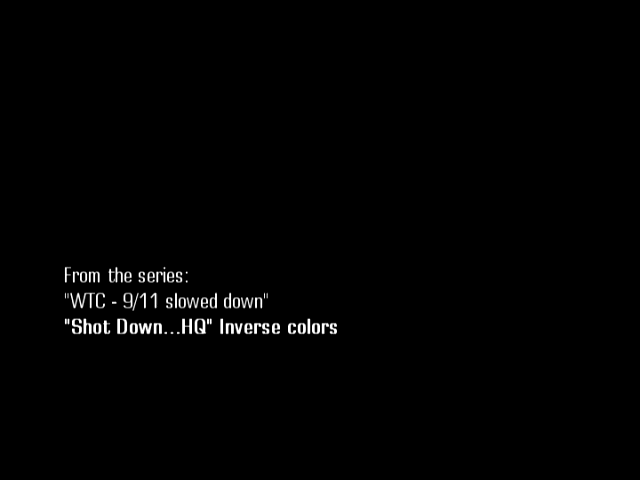 From the series:
"WTC - 9/11 slowed down"
"Shot Down...HQ" Inverse colors